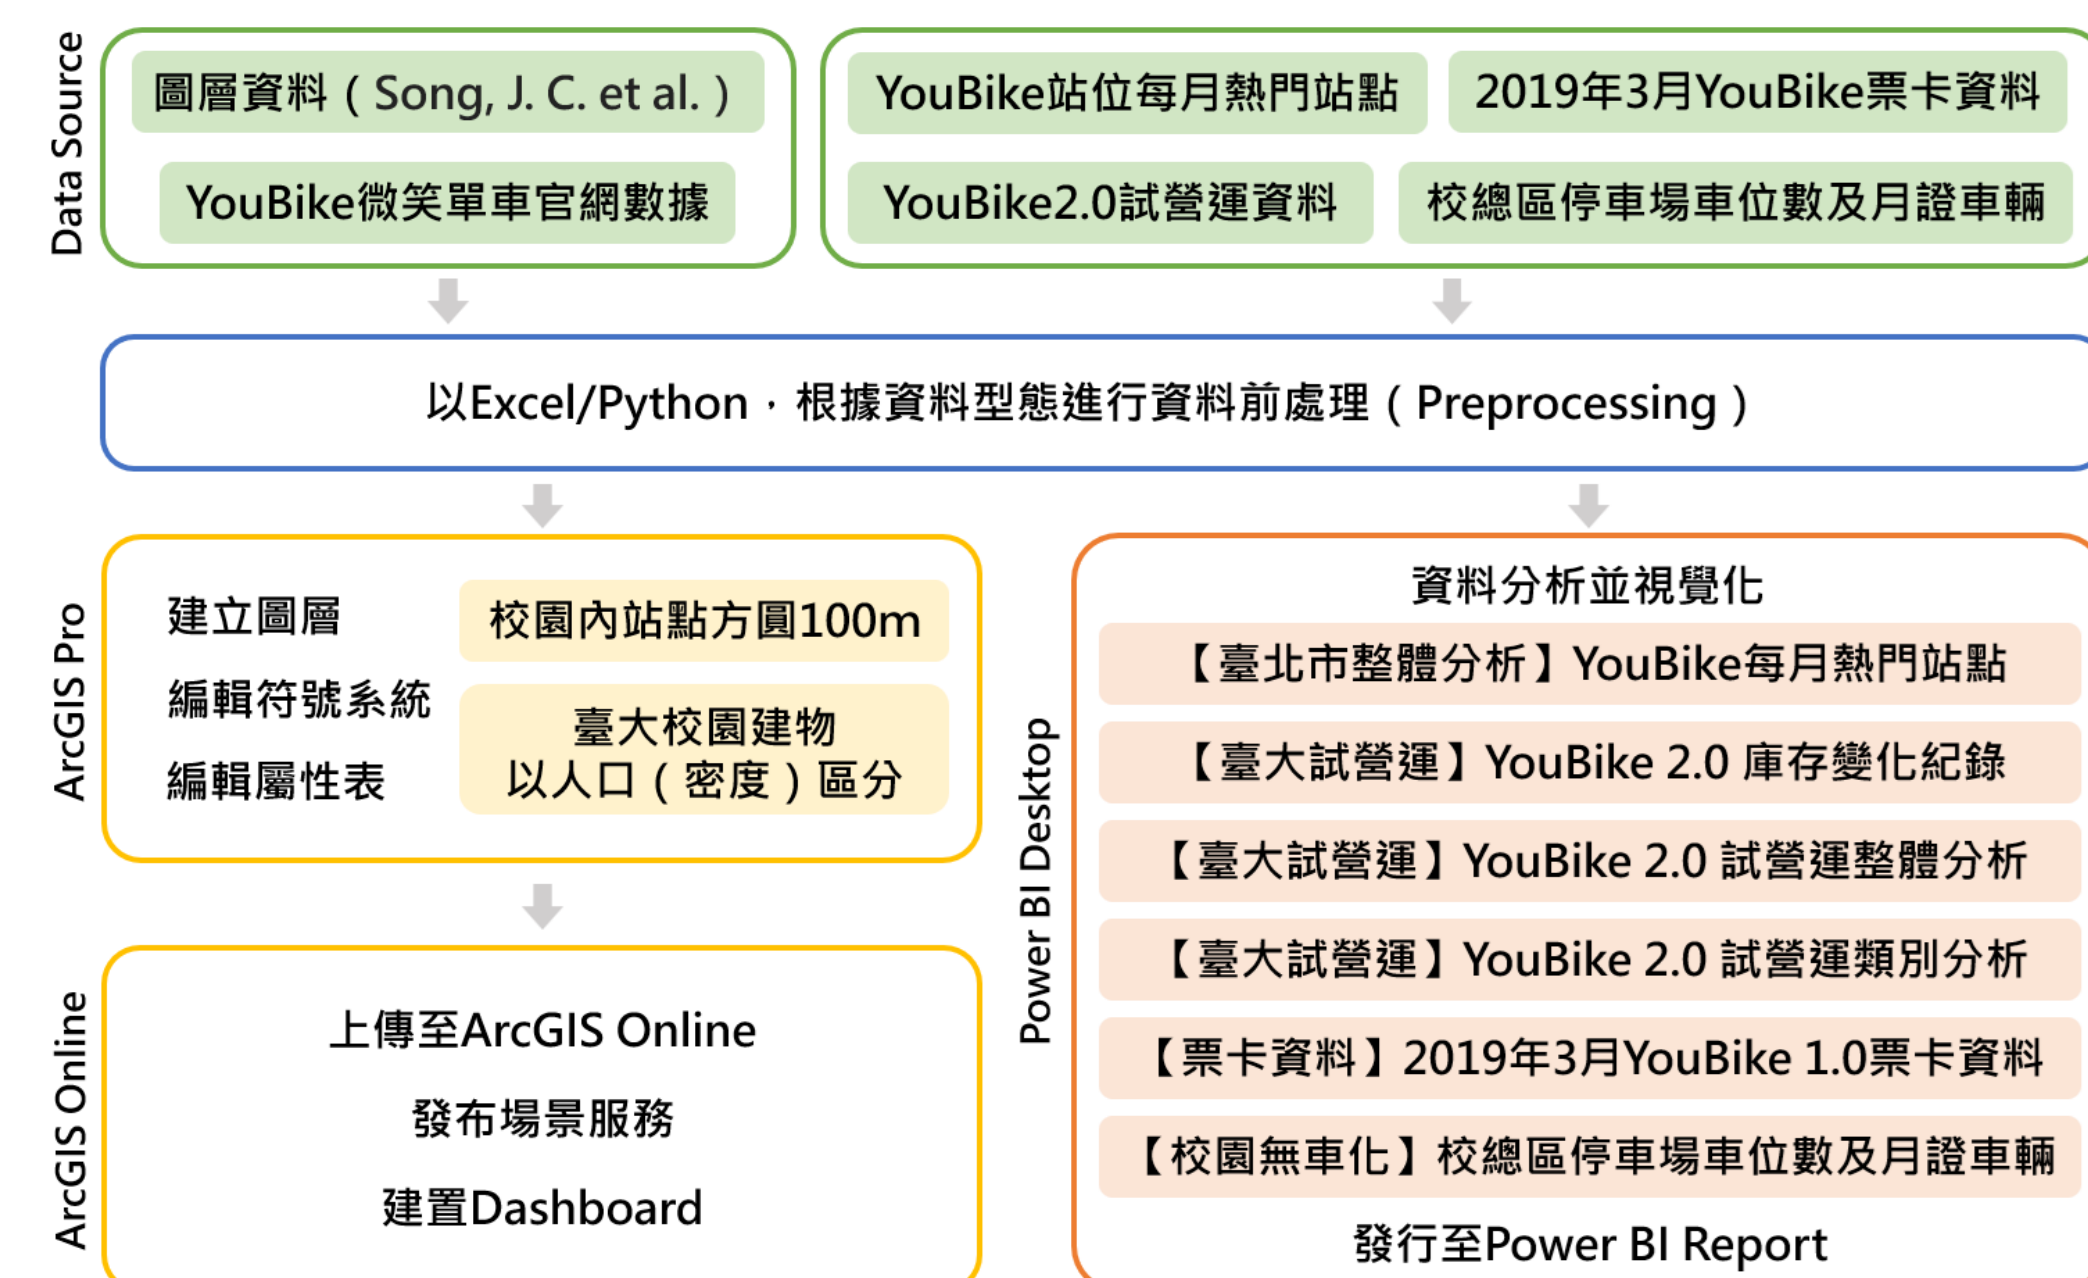 Data Source
圖層資料（Song, J. C. et al.）
YouBike微笑單車官網數據
YouBike站位每月熱門站點
2019年3月YouBike票卡資料
YouBike2.0試營運資料
校總區停車場車位數及月證車輛
以Excel/Python，根據資料型態進行資料前處理（Preprocessing）
ArcGIS Pro
建立圖層
編輯符號系統
編輯屬性表
校園內站點方圓100m
臺大校園建物
以人口（密度）區分
ArcGIS Online
上傳至ArcGIS Online
發布場景服務
建置Dashboard
Power BI Desktop
資料分析並視覺化
【臺北市整體分析】YouBike每月熱門站點
【臺大試營運】YouBike 2.0 庫存變化紀錄
【臺大試營運】YouBike 2.0 試營運整體分析
【臺大試營運】YouBike 2.0 試營運類別分析
【票卡資料】2019年3月YouBike 1.0票卡資料
【校園無車化】校總區停車場車位數及月證車輛
發行至Power BI Report